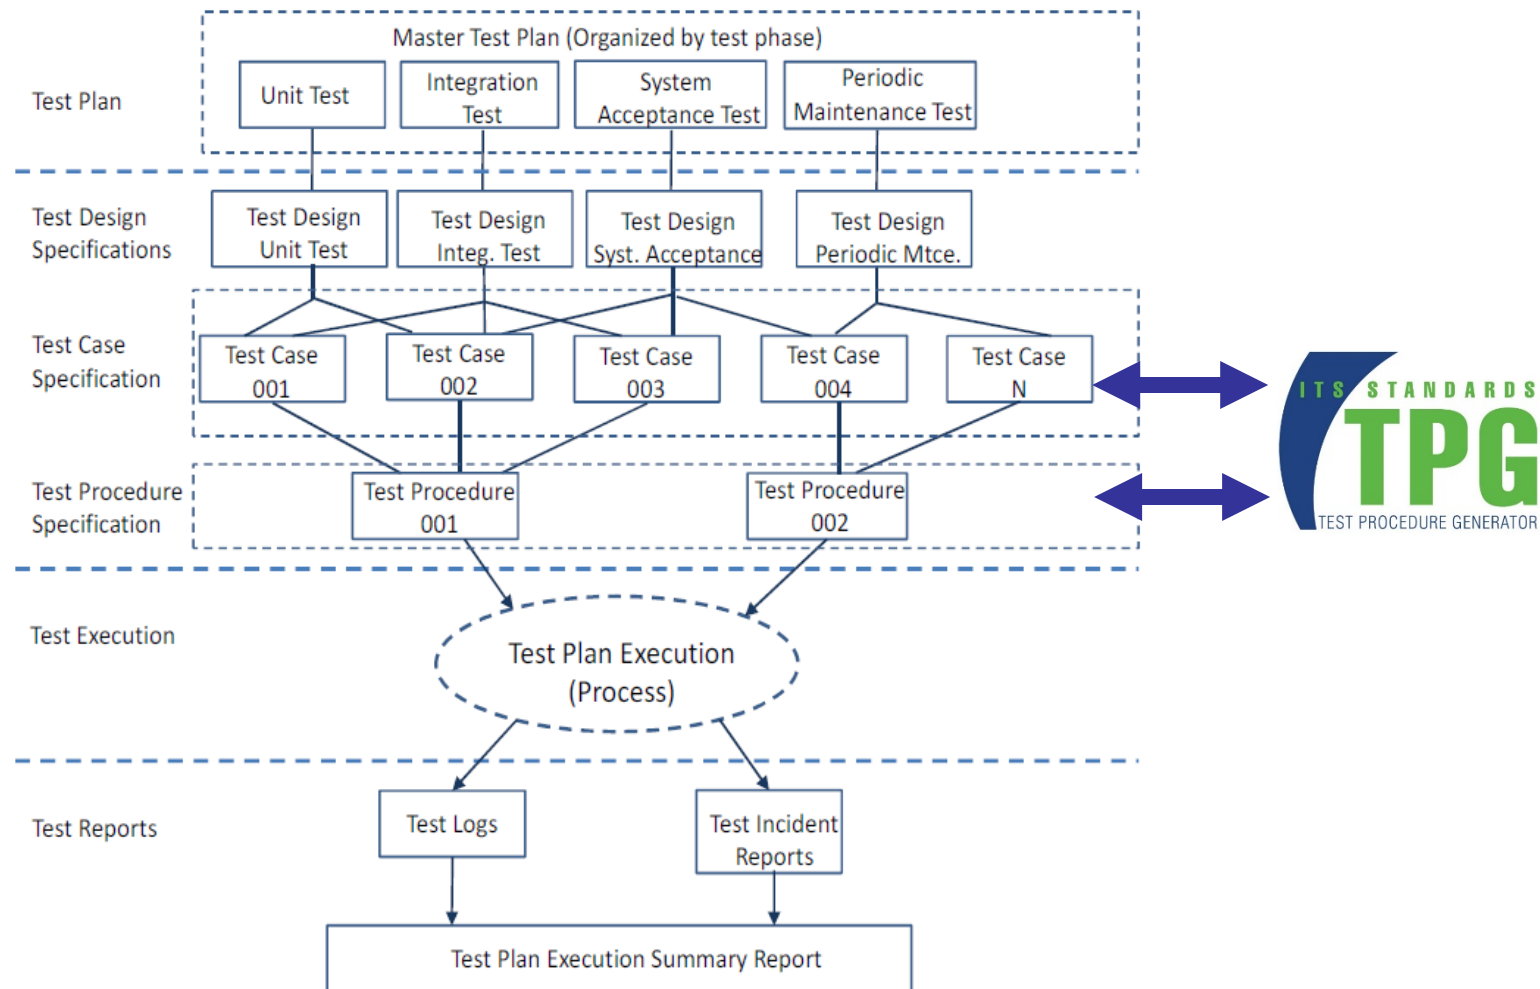 Master Test Plan (Organized by test phase)
Test Plan
Unit Test
Integration
Test
System
Acceptance Test
Periodic
Maintenance Test
Test Design
Specifications
Test Design
Unit Test
Test Design
Integ. Test
Test Design
Syst. Acceptance
Test Design
Periodic Mtce.
Test Case
Specification
Test Case
001
Test Case
002
Test Case
003
Test Case
004
Test Case
N
ITS STANDARDS
TPG
TEST PROCEDURE GENERATOR
Test Procedure
Specification
Test Procedure
001
Test Procedure
002
Test Execution
Test Plan Execution
(Process)
Test Reports
Test Logs
Test Incident
Reports
Test Plan Execution Summary Report